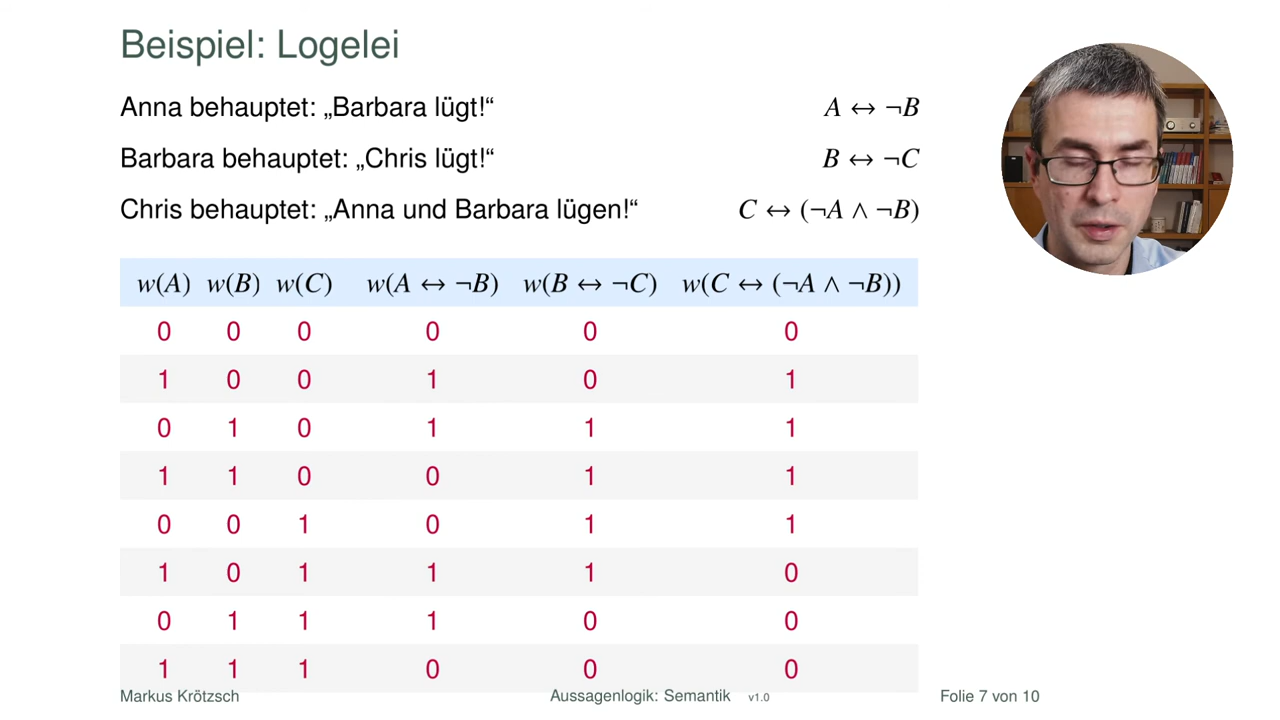 Beispiel: Logelei
Anna behauptet: „Barbara lügt!“ A ↔ ¬B
Barbara behauptet: „Chris lügt!“ B ↔ ¬C
Chris behauptet: „Anna und Barbara lügen!“ C ↔ (¬A ∧ ¬B)
w(A) w(B) w(C) w(A ↔ ¬B) w(B ↔ ¬C) w(C ↔ (¬A ∧ ¬B))
0 0 0 0 0 0
1 0 0 1 0 1
0 1 0 1 1 1
1 1 0 0 1 1
0 0 1 0 1 1
1 0 1 1 1 0
0 1 1 1 0 0
1 1 1 0 0 0
Markus Krötzsch Aussagenlogik: Semantik v1.0 Folie 7 von 10